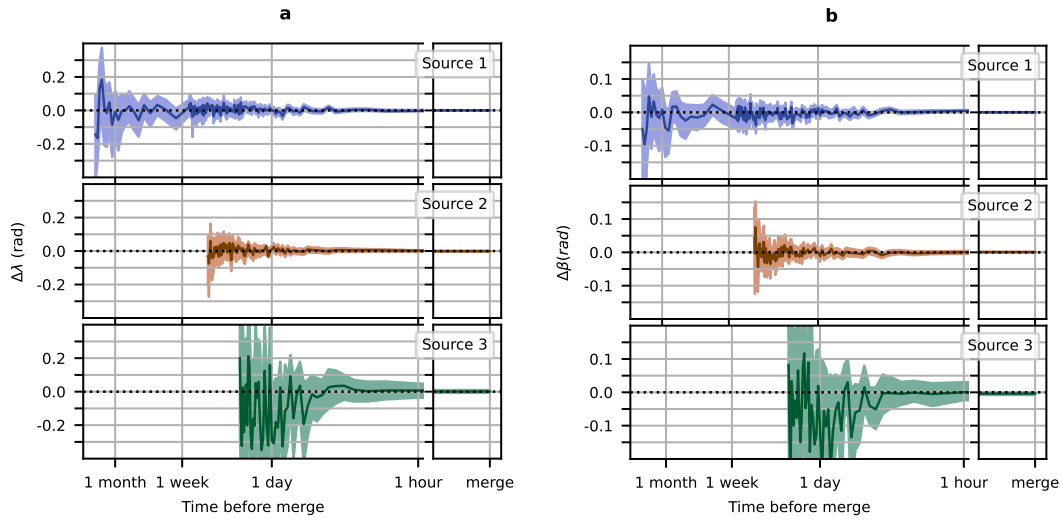 a
Source 1
0.2
0.0
-0.2
Source 2
0.2
0.0
-0.2
Δλ (rad)
Source 3
0.2
0.0
-0.2
1 month
1 week
1 day
1 hour
merge
Time before merge
b
Source 1
0.1
0.0
-0.1
Source 2
0.1
0.0
-0.1
Δβ(rad)
Source 3
0.1
0.0
-0.1
1 month
1 week
1 day
1 hour
merge
Time before merge